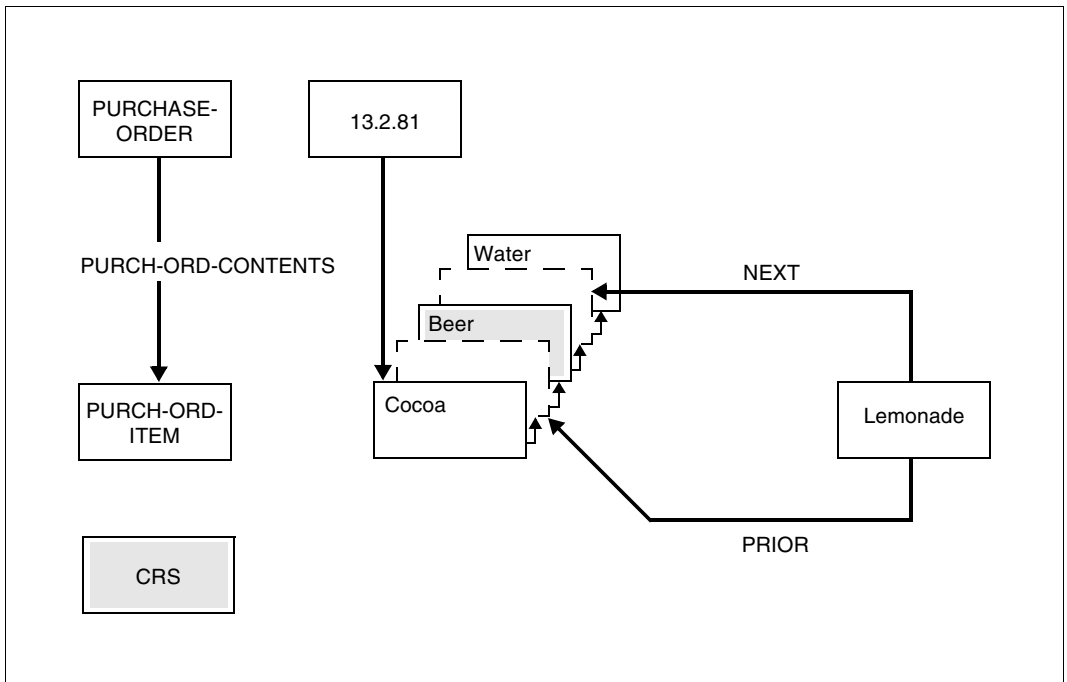 PURCHASE-
ORDER
13.2.81
Water
PURCH-ORD-CONTENTS
NEXT
Beer
Cocoa
PURCH-ORD-
ITEM
Lemonade
PRIOR
CRS